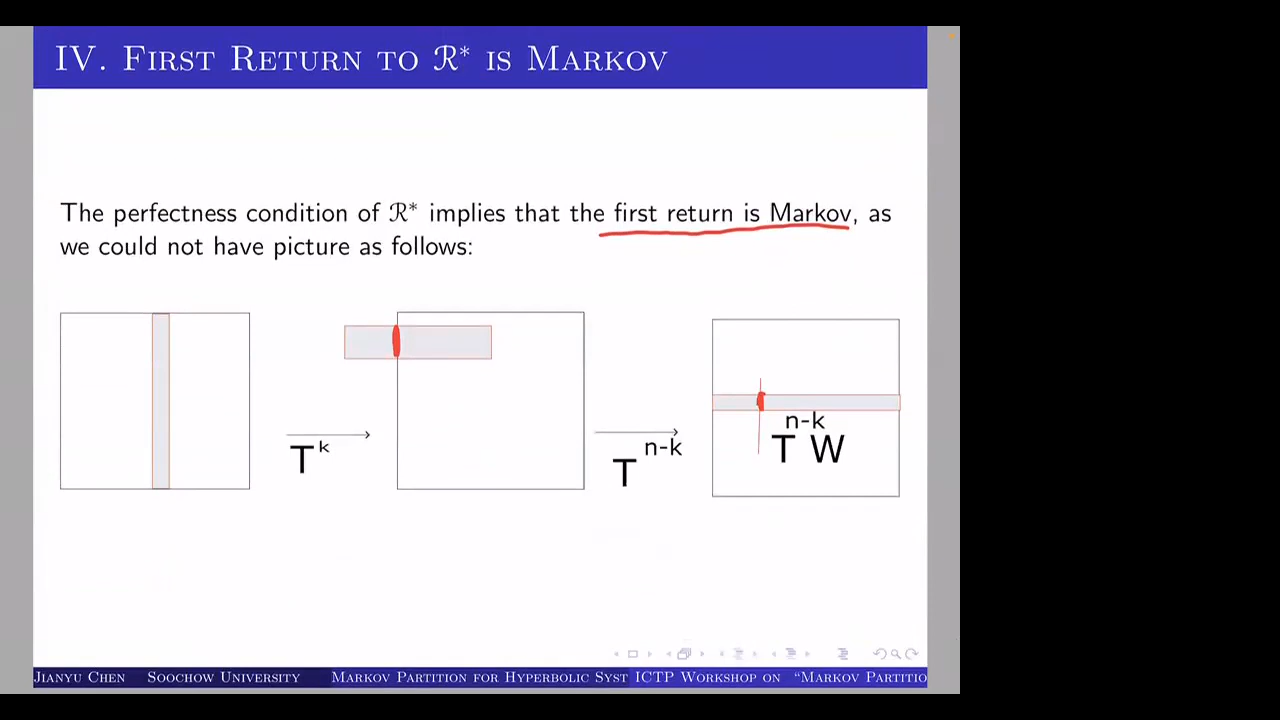 IV. First Return to ℛ* is Markov
The perfectness condition of ℛ* implies that the first return is Markov, as
we could not have picture as follows:
T^k
T^{n-k}
T^{n-k} W
Jianyu Chen Soochow University Markov Partition for Hyperbolic Syst ICTP Workshop on “Markov Partitio